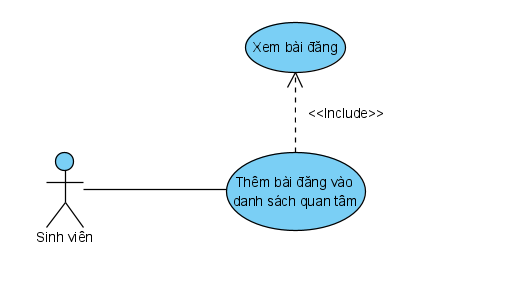 Xem bài đăng
<<Include>>
Thêm bài đăng vào
danh sách quan tâm
Sinh viên